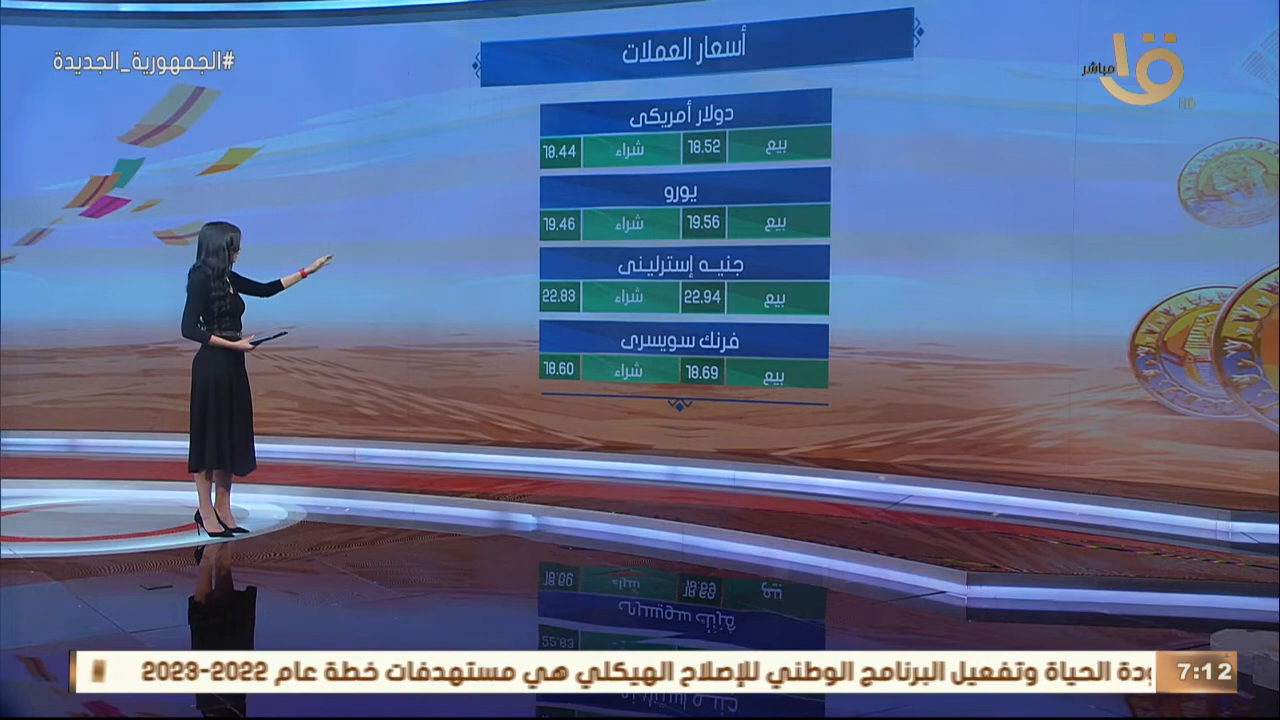 #الجمهورية_الجديدة
مباشر
HD
أسعار العملات
دولار أمريكى
بيع 18.52 شراء 18.44
يورو
بيع 19.56 شراء 19.46
جنيه إسترلينى
بيع 22.94 شراء 22.83
فرنك سويسرى
بيع 18.69 شراء 18.60
7:12
الحياة وتفعيل البرنامج الوطني للإصلاح الهيكلي هي مستهدفات خطة عام 2022-2023